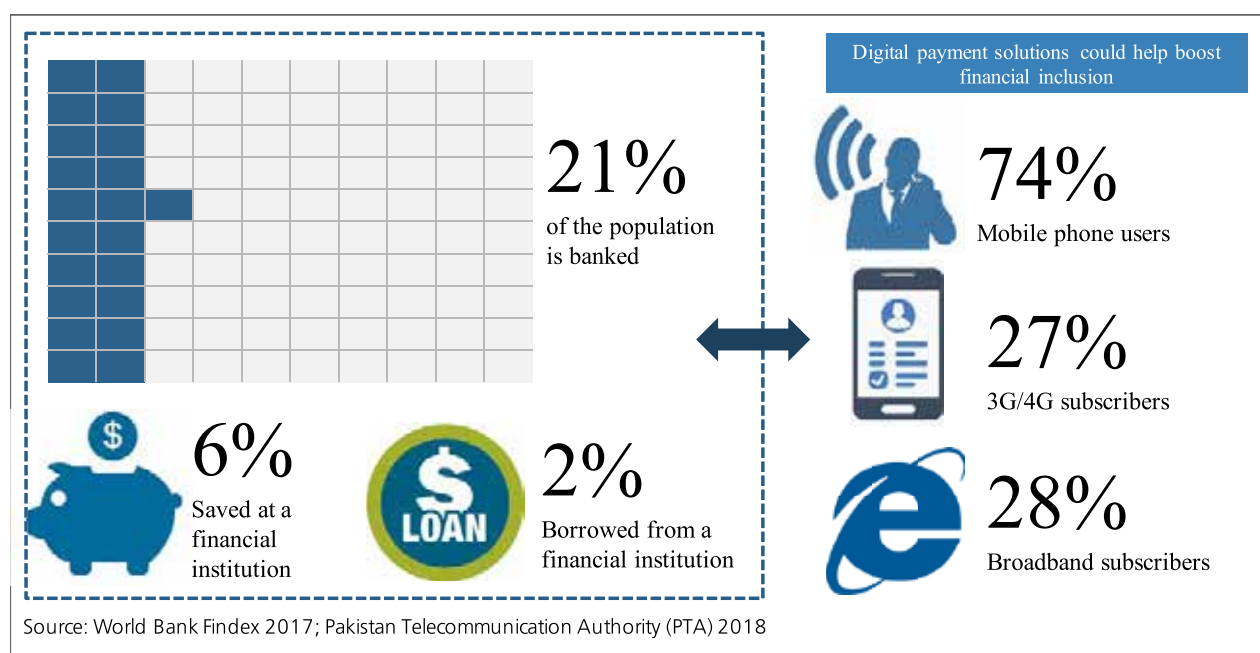 Digital payment solutions could help boost
financial inclusion
21%
of the population
is banked
$
6%
Saved at a
financial
institution
$
LOAN
2%
Borrowed from a
financial institution
74%
Mobile phone users
27%
3G/4G subscribers
e
28%
Broadband subscribers
Source: World Bank Findex 2017; Pakistan Telecommunication Authority (PTA) 2018